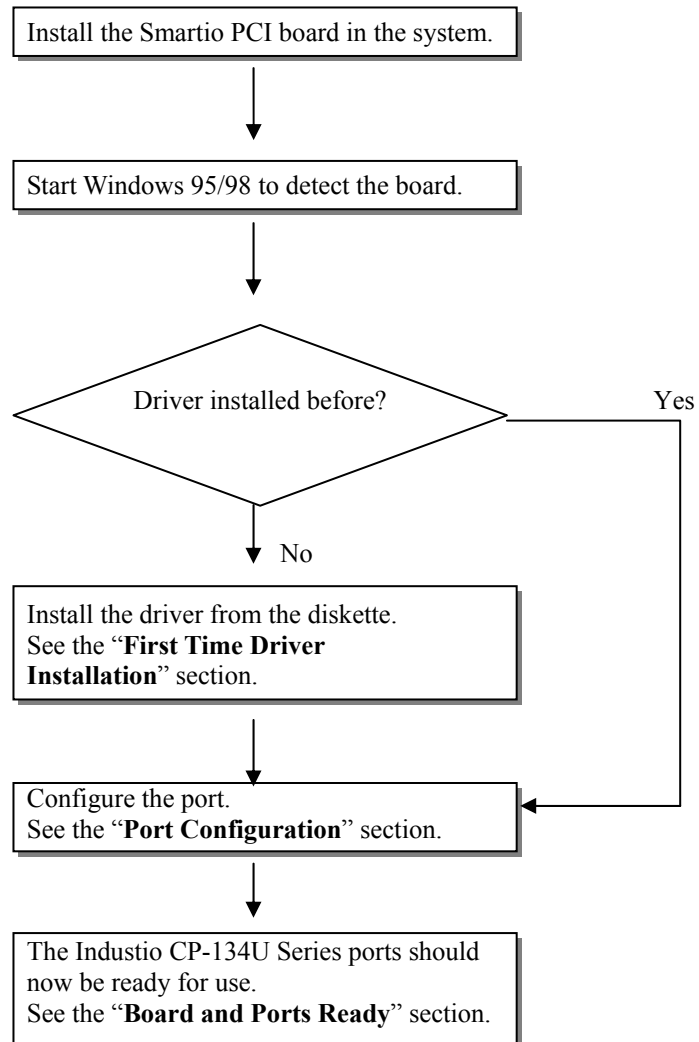 Install the Smartio PCI board in the system.
Start Windows 95/98 to detect the board.
Driver installed before?
Yes
No
Install the driver from the diskette.
See the “First Time Driver
Installation” section.
Configure the port.
See the “Port Configuration” section.
The Industio CP-134U Series ports should
now be ready for use.
See the “Board and Ports Ready” section.